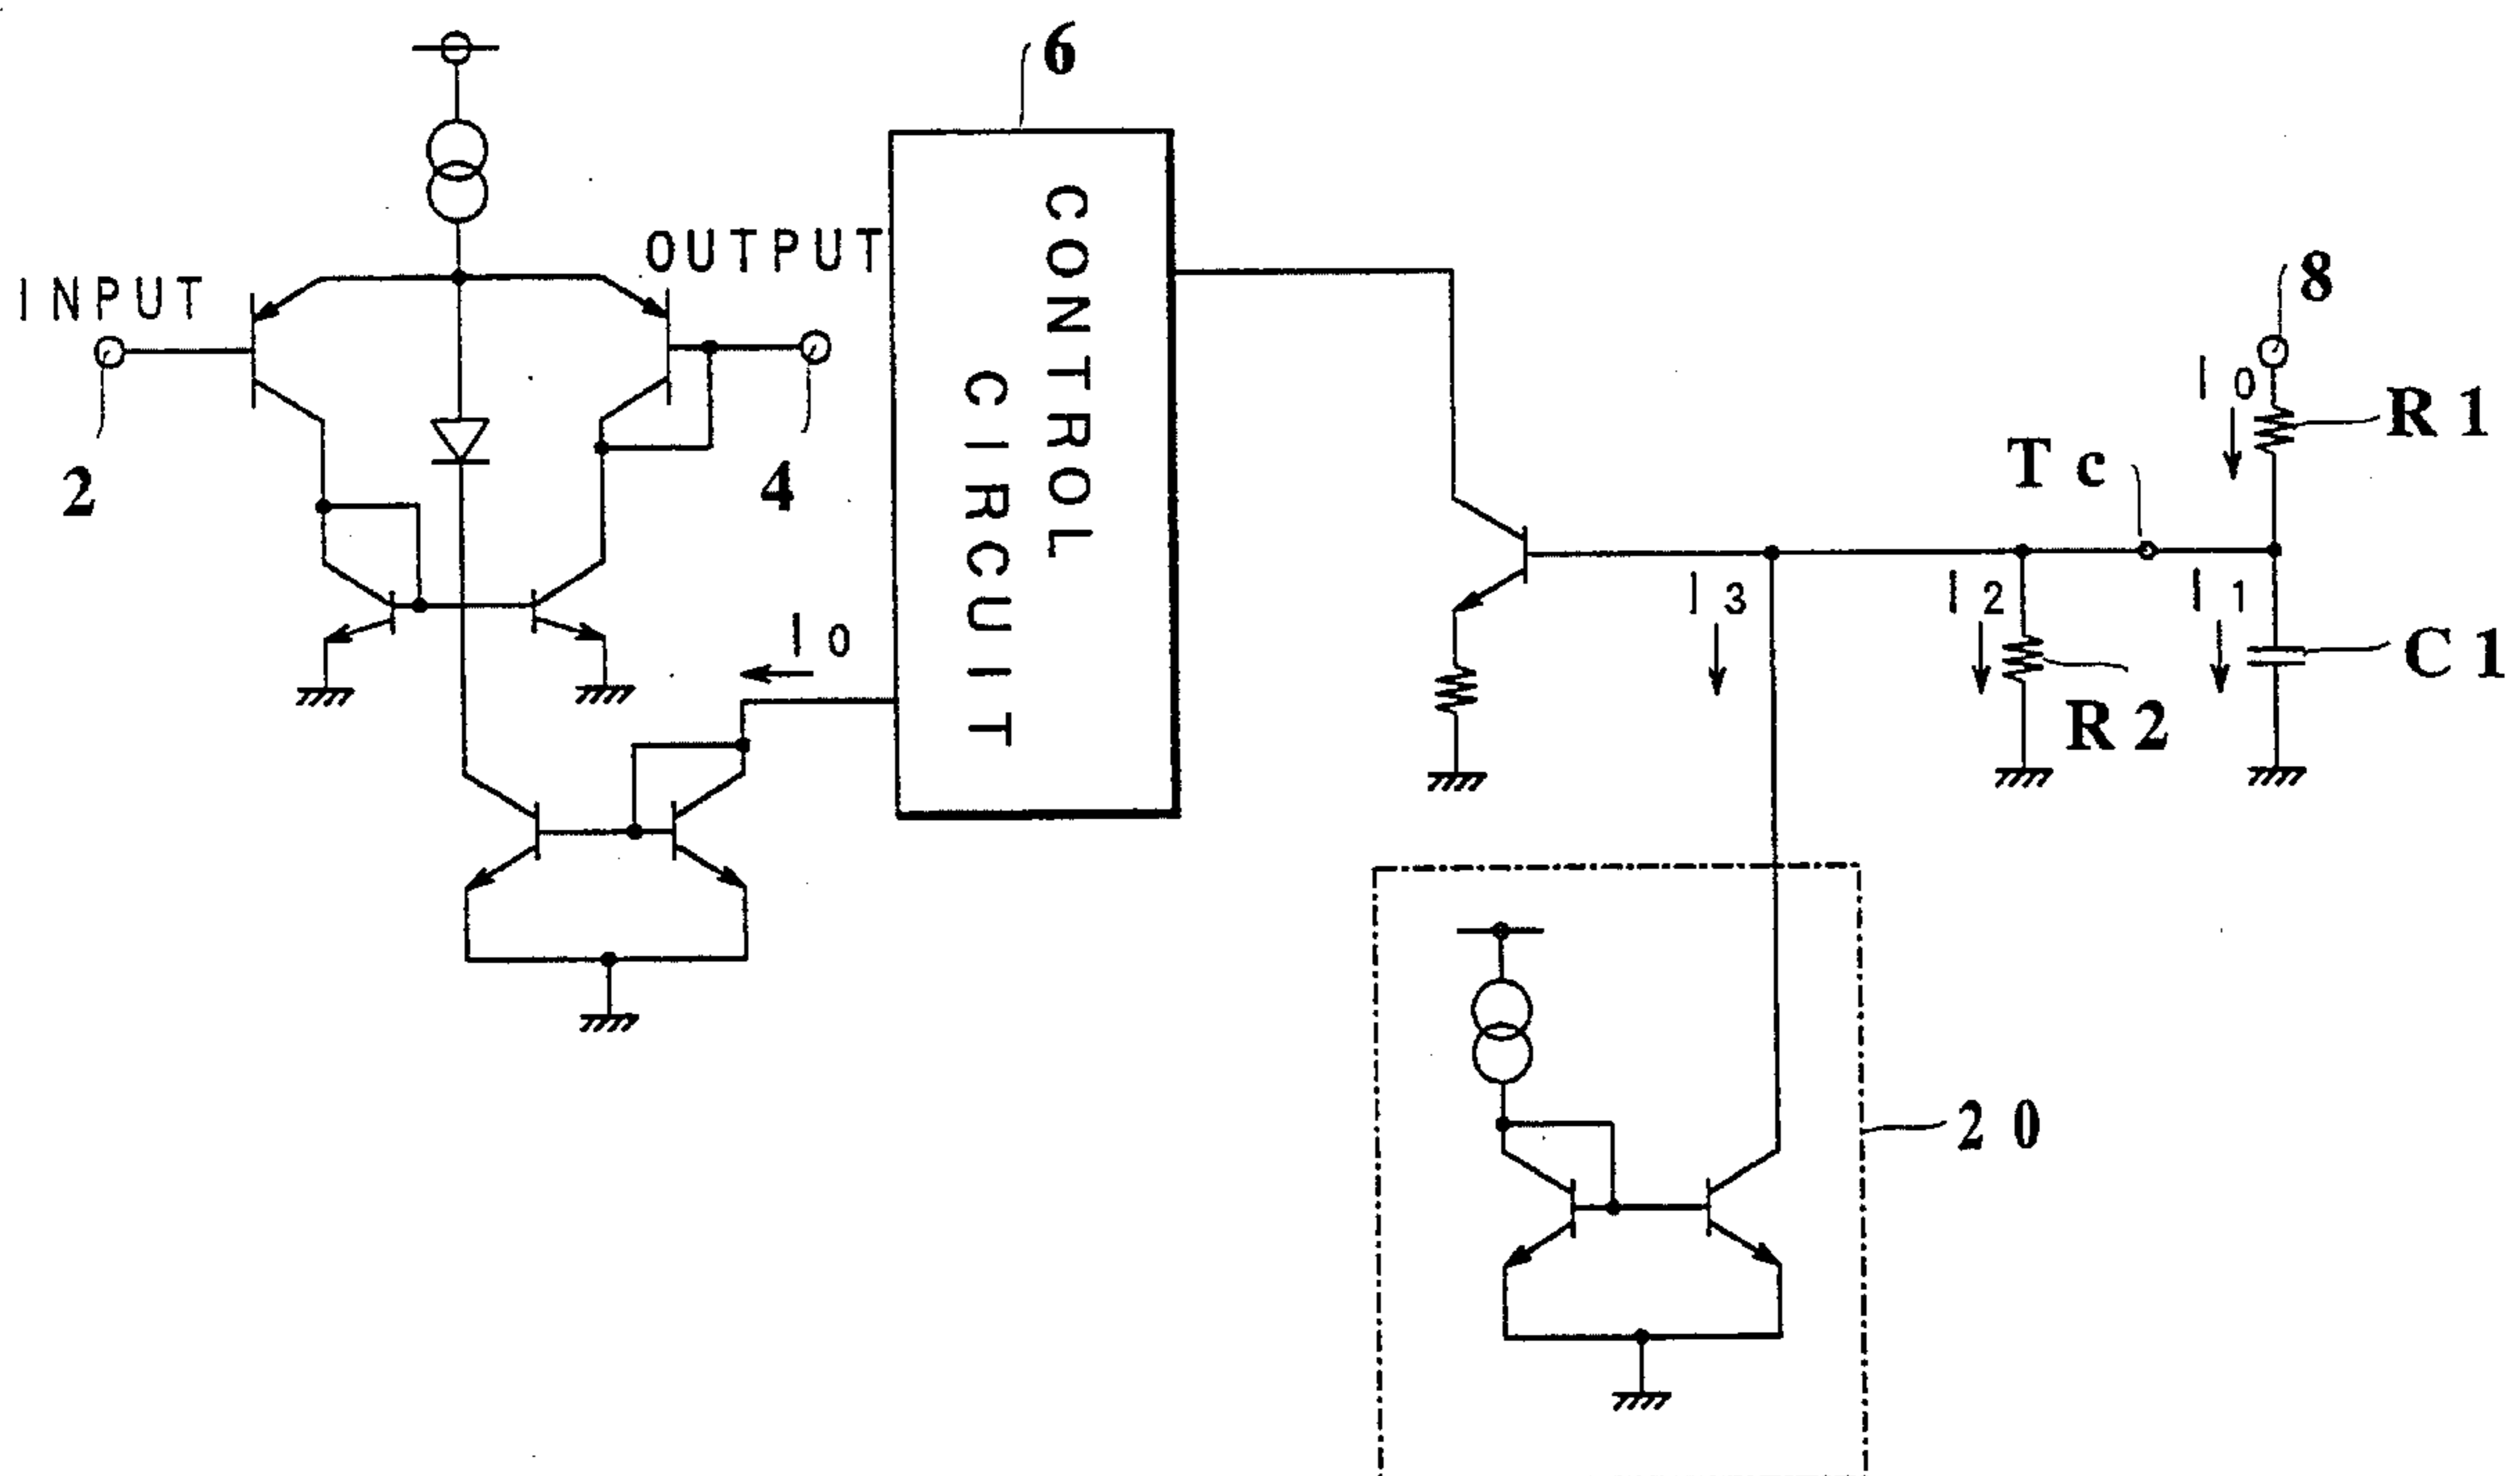 6
INPUT
OUTPUT
CONTROL
CIRCUIT
8
I0
R1
Tc
2
4
I0
I3
I2
I1
R2
C1
20